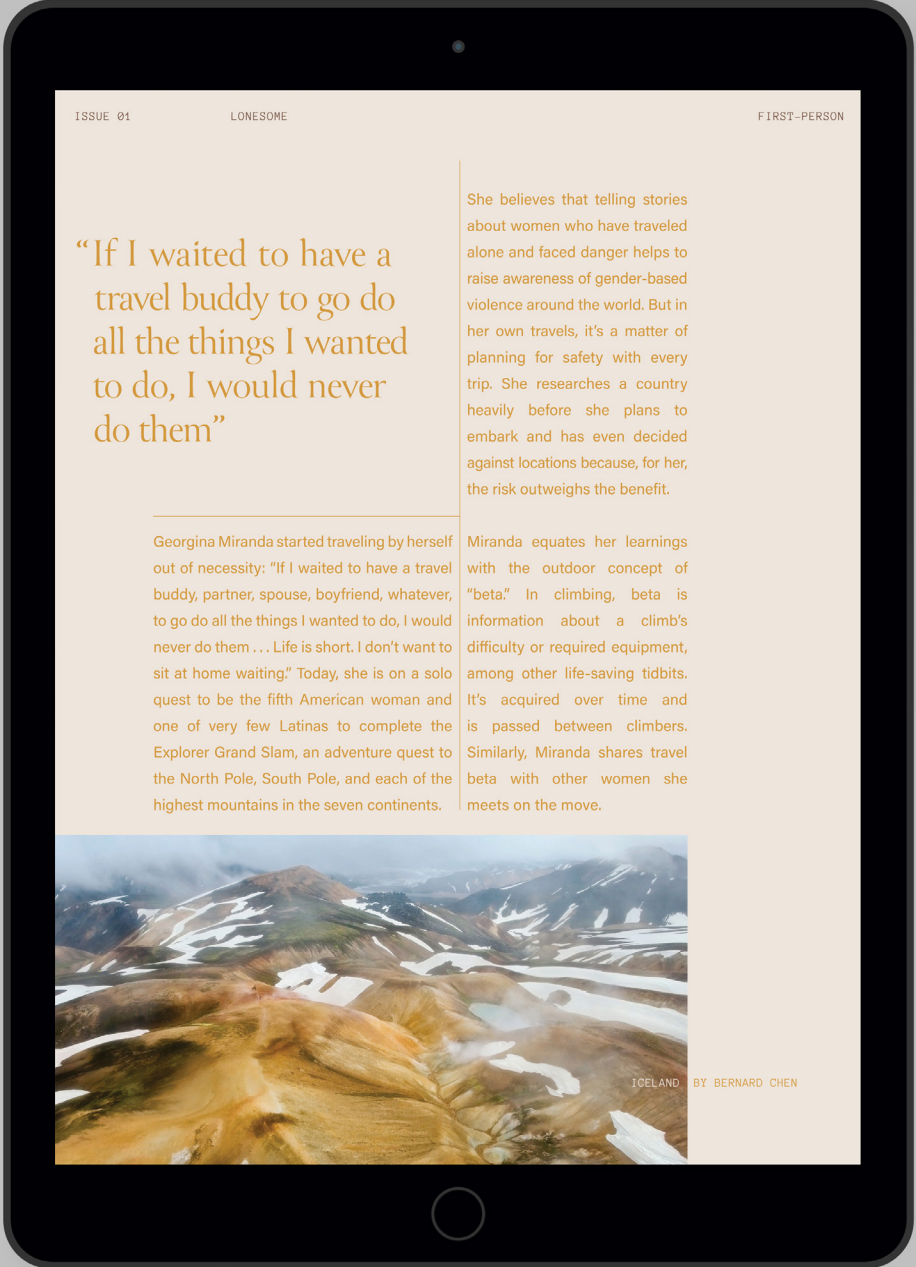 ISSUE 01
LONESOME
FIRST–PERSON
“If I waited to have a
travel buddy to go do
all the things I wanted
to do, I would never
do them”
Georgina Miranda started traveling by herself
out of necessity: “If I waited to have a travel
buddy, partner, spouse, boyfriend, whatever,
to go do all the things I wanted to do, I would
never do them . . . Life is short. I don’t want to
sit at home waiting.” Today, she is on a solo
quest to be the fifth American woman and
one of very few Latinas to complete the
Explorer Grand Slam, an adventure quest to
the North Pole, South Pole, and each of the
highest mountains in the seven continents.
She believes that telling stories
about women who have traveled
alone and faced danger helps to
raise awareness of gender-based
violence around the world. But in
her own travels, it’s a matter of
planning for safety with every
trip. She researches a country
heavily before she plans to
embark and has even decided
against locations because, for her,
the risk outweighs the benefit.
Miranda equates her learnings
with the outdoor concept of
“beta.” In climbing, beta is
information about a climb’s
difficulty or required equipment,
among other life-saving tidbits.
It’s acquired over time and
is passed between climbers.
Similarly, Miranda shares travel
beta with other women she
meets on the move.
ICELAND BY BERNARD CHEN